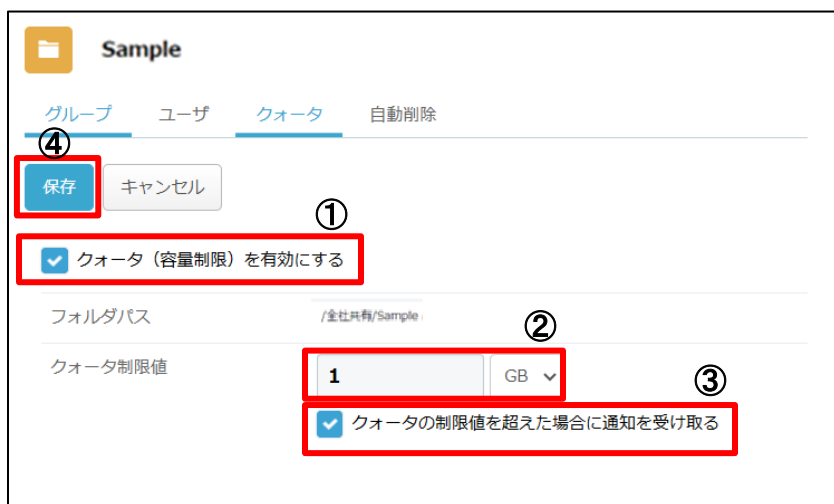 Sample
グループ ユーザ クォータ 自動削除
④
保存 キャンセル
①
クォータ（容量制限）を有効にする
フォルダパス /全社共有/Sample
②
クォータ制限値 1 GB
③
クォータの制限値を超えた場合に通知を受け取る